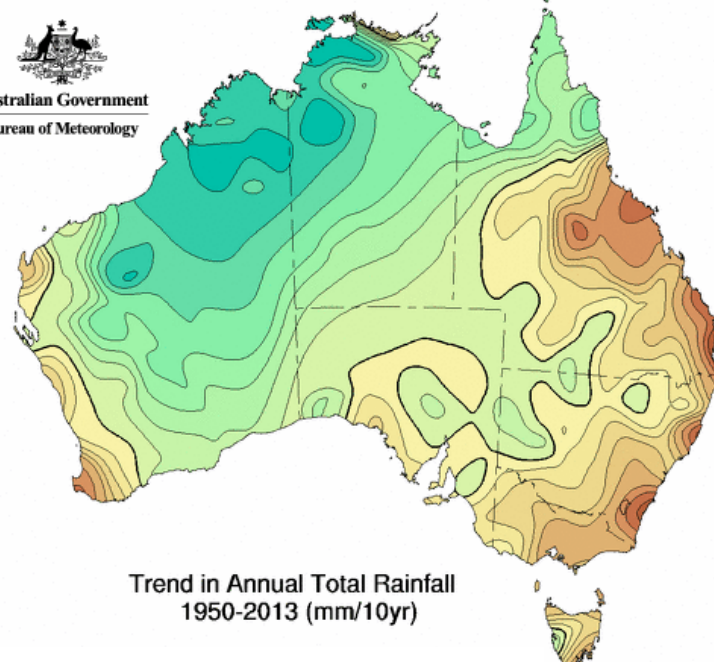 stralian Government
ureau of Meteorology
Trend in Annual Total Rainfall
1950-2013 (mm/10yr)